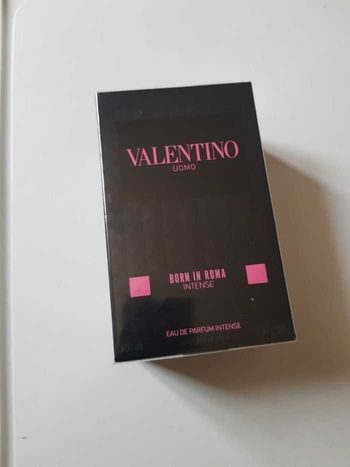 VALENTINO
UOMO
BORN IN ROMA
INTENSE
EAU DE PARFUM INTENSE